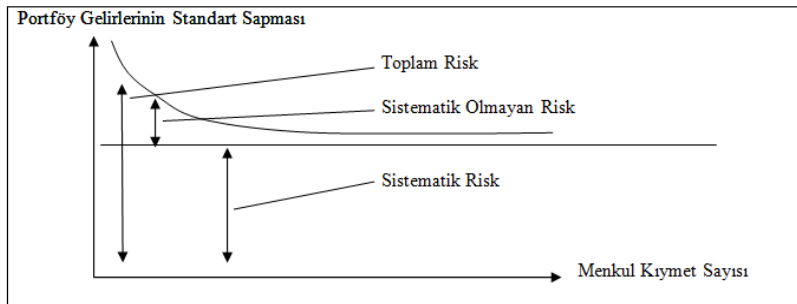 Portföy Gelirlerinin Standart Sapması
Toplam Risk
Sistematik Olmayan Risk
Sistematik Risk
Menkul Kıymet Sayısı